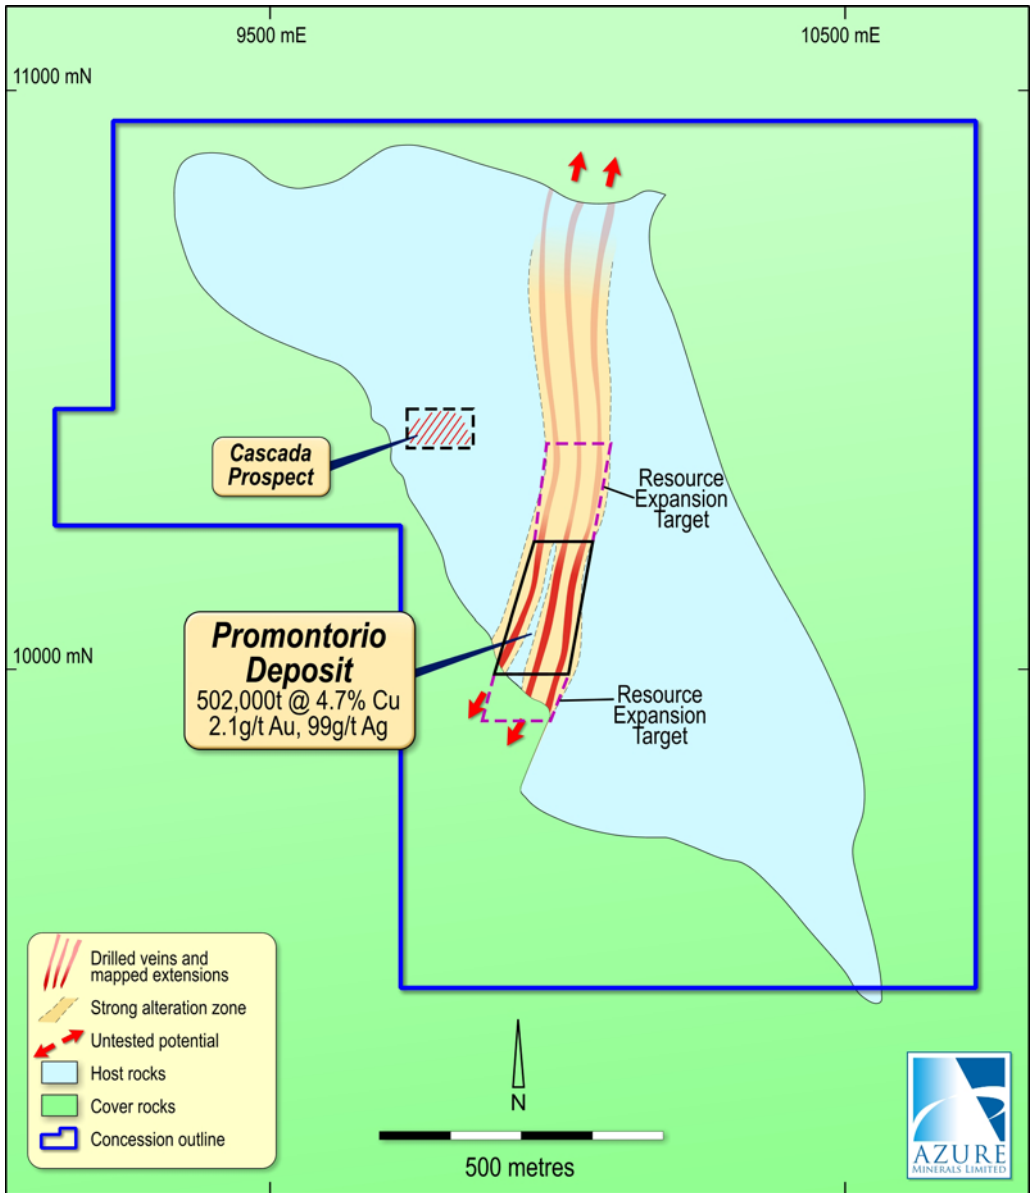 9500 mE
10500 mE
11000 mN
Cascada
Prospect
Resource
Expansion
Target
Promontorio
Deposit
502,000t @ 4.7% Cu
2.1g/t Au, 99g/t Ag
10000 mN
Resource
Expansion
Target
Drilled veins and
mapped extensions
Strong alteration zone
Untested potential
Host rocks
Cover rocks
Concession outline
N
500 metres
AZURE
MINERALS LIMITED